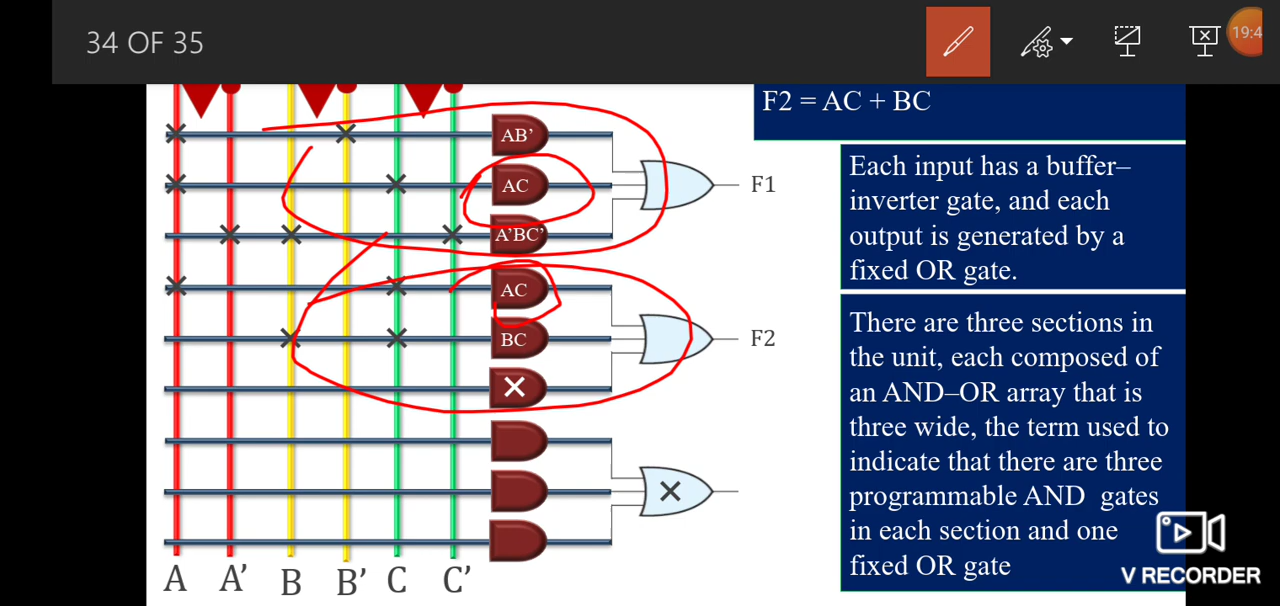 34 OF 35
19:4
F2 = AC + BC
AB’
AC
F1
A’BC’
AC
BC
F2
Each input has a buffer–
inverter gate, and each
output is generated by a
fixed OR gate.
There are three sections in
the unit, each composed of
an AND–OR array that is
three wide, the term used to
indicate that there are three
programmable AND gates
in each section and one
fixed OR gate
A A’ B B’ C C’
V RECORDER